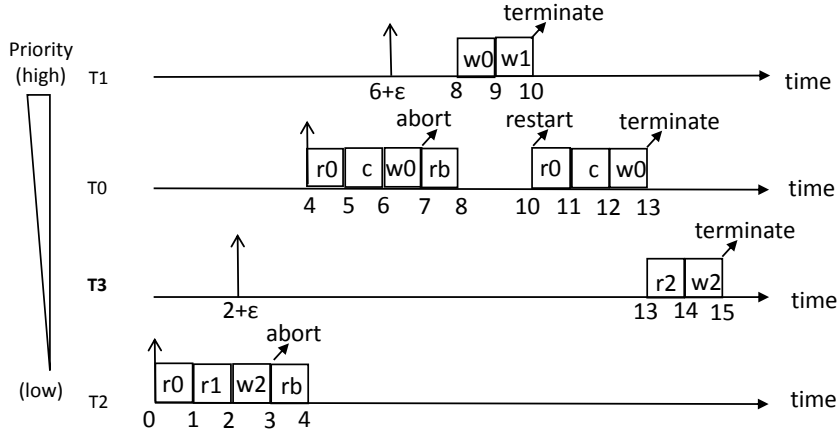 terminate
Priority
(high)
w0 w1
T1 6+ε 8 9 10 time
abort restart terminate
r0 c w0 rb r0 c w0
T0 4 5 6 7 8 10 11 12 13 time
terminate
r2 w2
T3 2+ε 13 14 15 time
abort
(low) r0 r1 w2 rb
T2 0 1 2 3 4 time